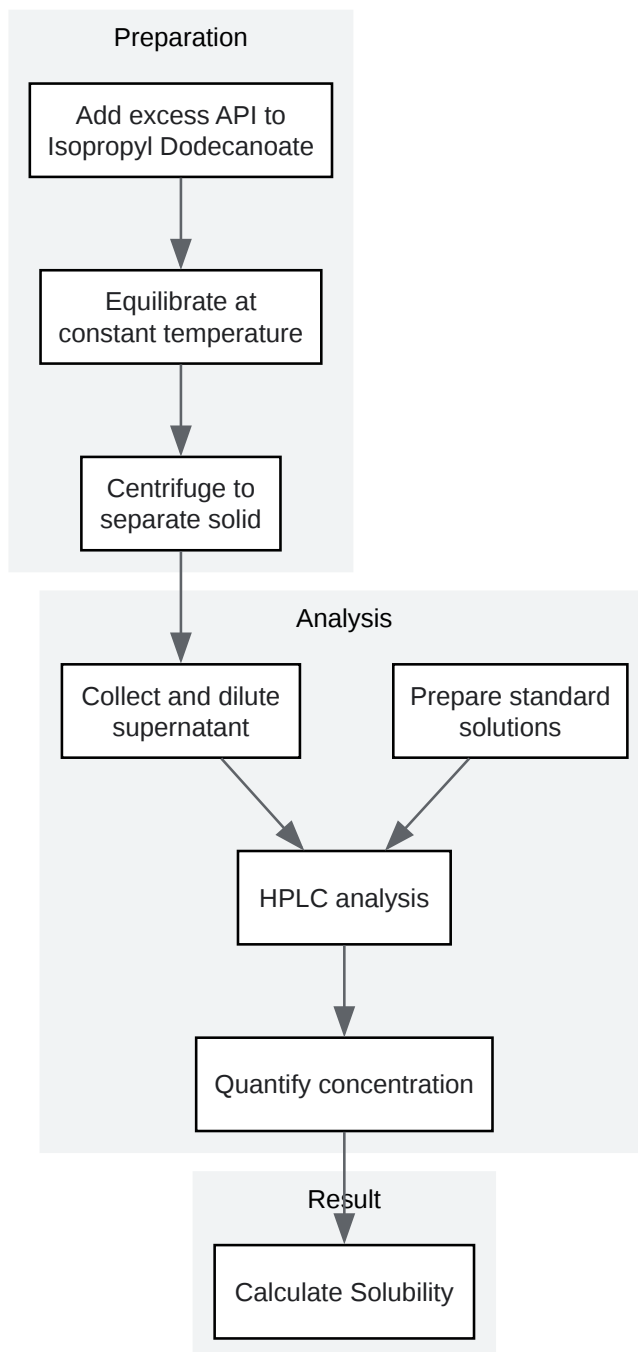 Preparation
Add excess API to
Isopropyl Dodecanoate
Equilibrate at
constant temperature
Centrifuge to
separate solid
Analysis
Collect and dilute
supernatant
Prepare standard
solutions
HPLC analysis
Quantify concentration
Result
Calculate Solubility